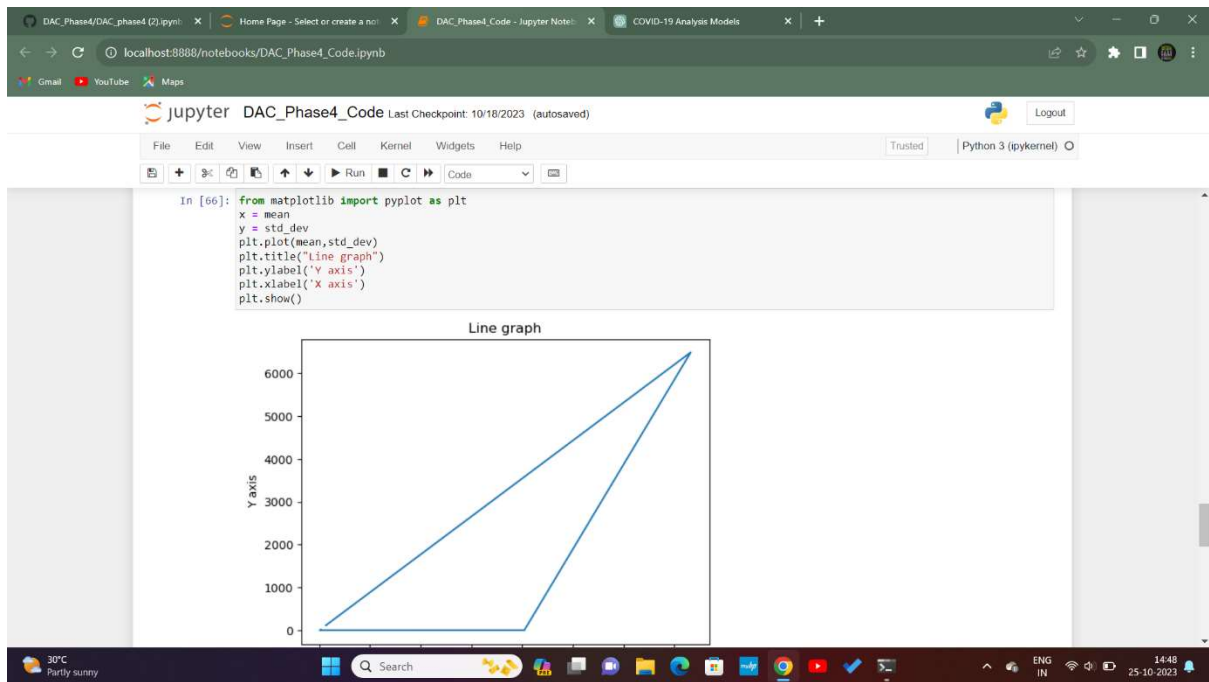 DAC_Phase4/DAC_phase4 (2).ipynb
Home Page - Select or create a not
DAC_Phase4_Code - Jupyter Noteb
COVID-19 Analysis Models
localhost:8888/notebooks/DAC_Phase4_Code.ipynb
Gmail YouTube Maps
jupyter DAC_Phase4_Code Last Checkpoint: 10/18/2023 (autosaved)
Logout
File Edit View Insert Cell Kernel Widgets Help
Trusted
Python 3 (ipykernel)
Run Code
In [66]: from matplotlib import pyplot as plt
x = mean
y = std_dev
plt.plot(mean,std_dev)
plt.title("Line graph")
plt.ylabel('Y axis')
plt.xlabel('X axis')
plt.show()
Line graph
6000
5000
4000
Y axis
3000
2000
1000
0
30°C
Partly sunny
Search
ENG
IN
14:48
25-10-2023